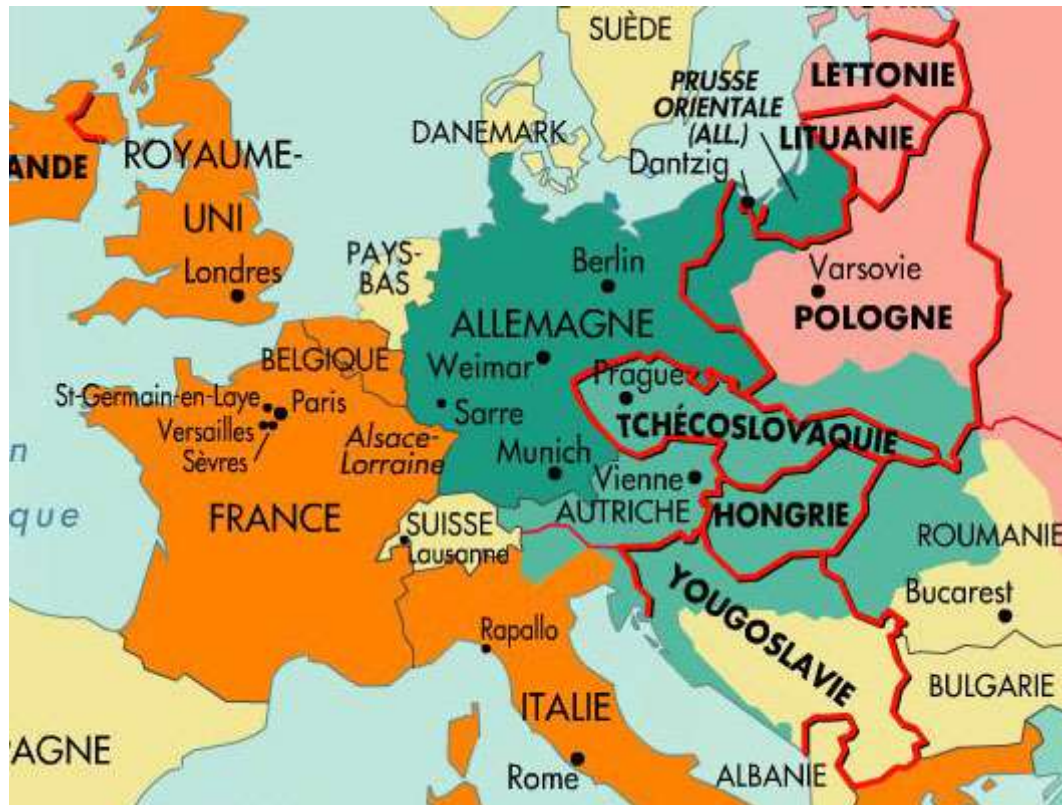 SUÈDE
LETTONIE
PRUSSE
ORIENTALE
(ALL.)
LITUANIE
DANEMARK
Dantzig
ANDE
ROYAUME-
UNI
Londres
PAYS-
BAS
Berlin
Varsovie
POLOGNE
ALLEMAGNE
Weimar
BELGIQUE
Prague
St-Germain-en-Laye
Paris
Versailles
Sèvres
Sarre
Alsace-
Lorraine
TCHÉCOSLOVAQUIE
Munich
Vienne
AUTRICHE
HONGRIE
n
que
FRANCE
SUISSE
Lausanne
ROUMANIE
Bucarest
YOUGOSLAVIE
Rapallo
ITALIE
BULGARIE
AGNE
Rome
ALBANIE